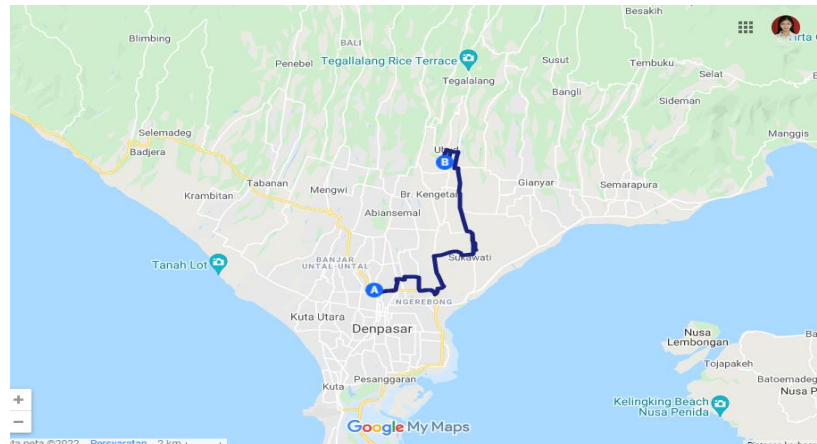 Besakih
Blimbing
BALI
Penebel
Tegallalang Rice Terrace
Susut
Tembuku
Tegalalang
Selat
Bangli
Sideman
Selemadeg
Manggis
Badjera
B
Tabanan
Gianyar
Semarapura
Mengwi
Krambitan
Br. Kengetan
Abiansemal
Tanah Lot
BANJAR
UNTAL-UNTAL
Sukawati
A
NGEREBONG
Kuta Utara
Denpasar
Nusa
Lembongan
Tojapakeh
Pesanggaran
Kuta
Batoemadeg
Nusa P
Kelingking Beach
Nusa Penida
+
−
Google My Maps
©2022 Persyaratan 2 km